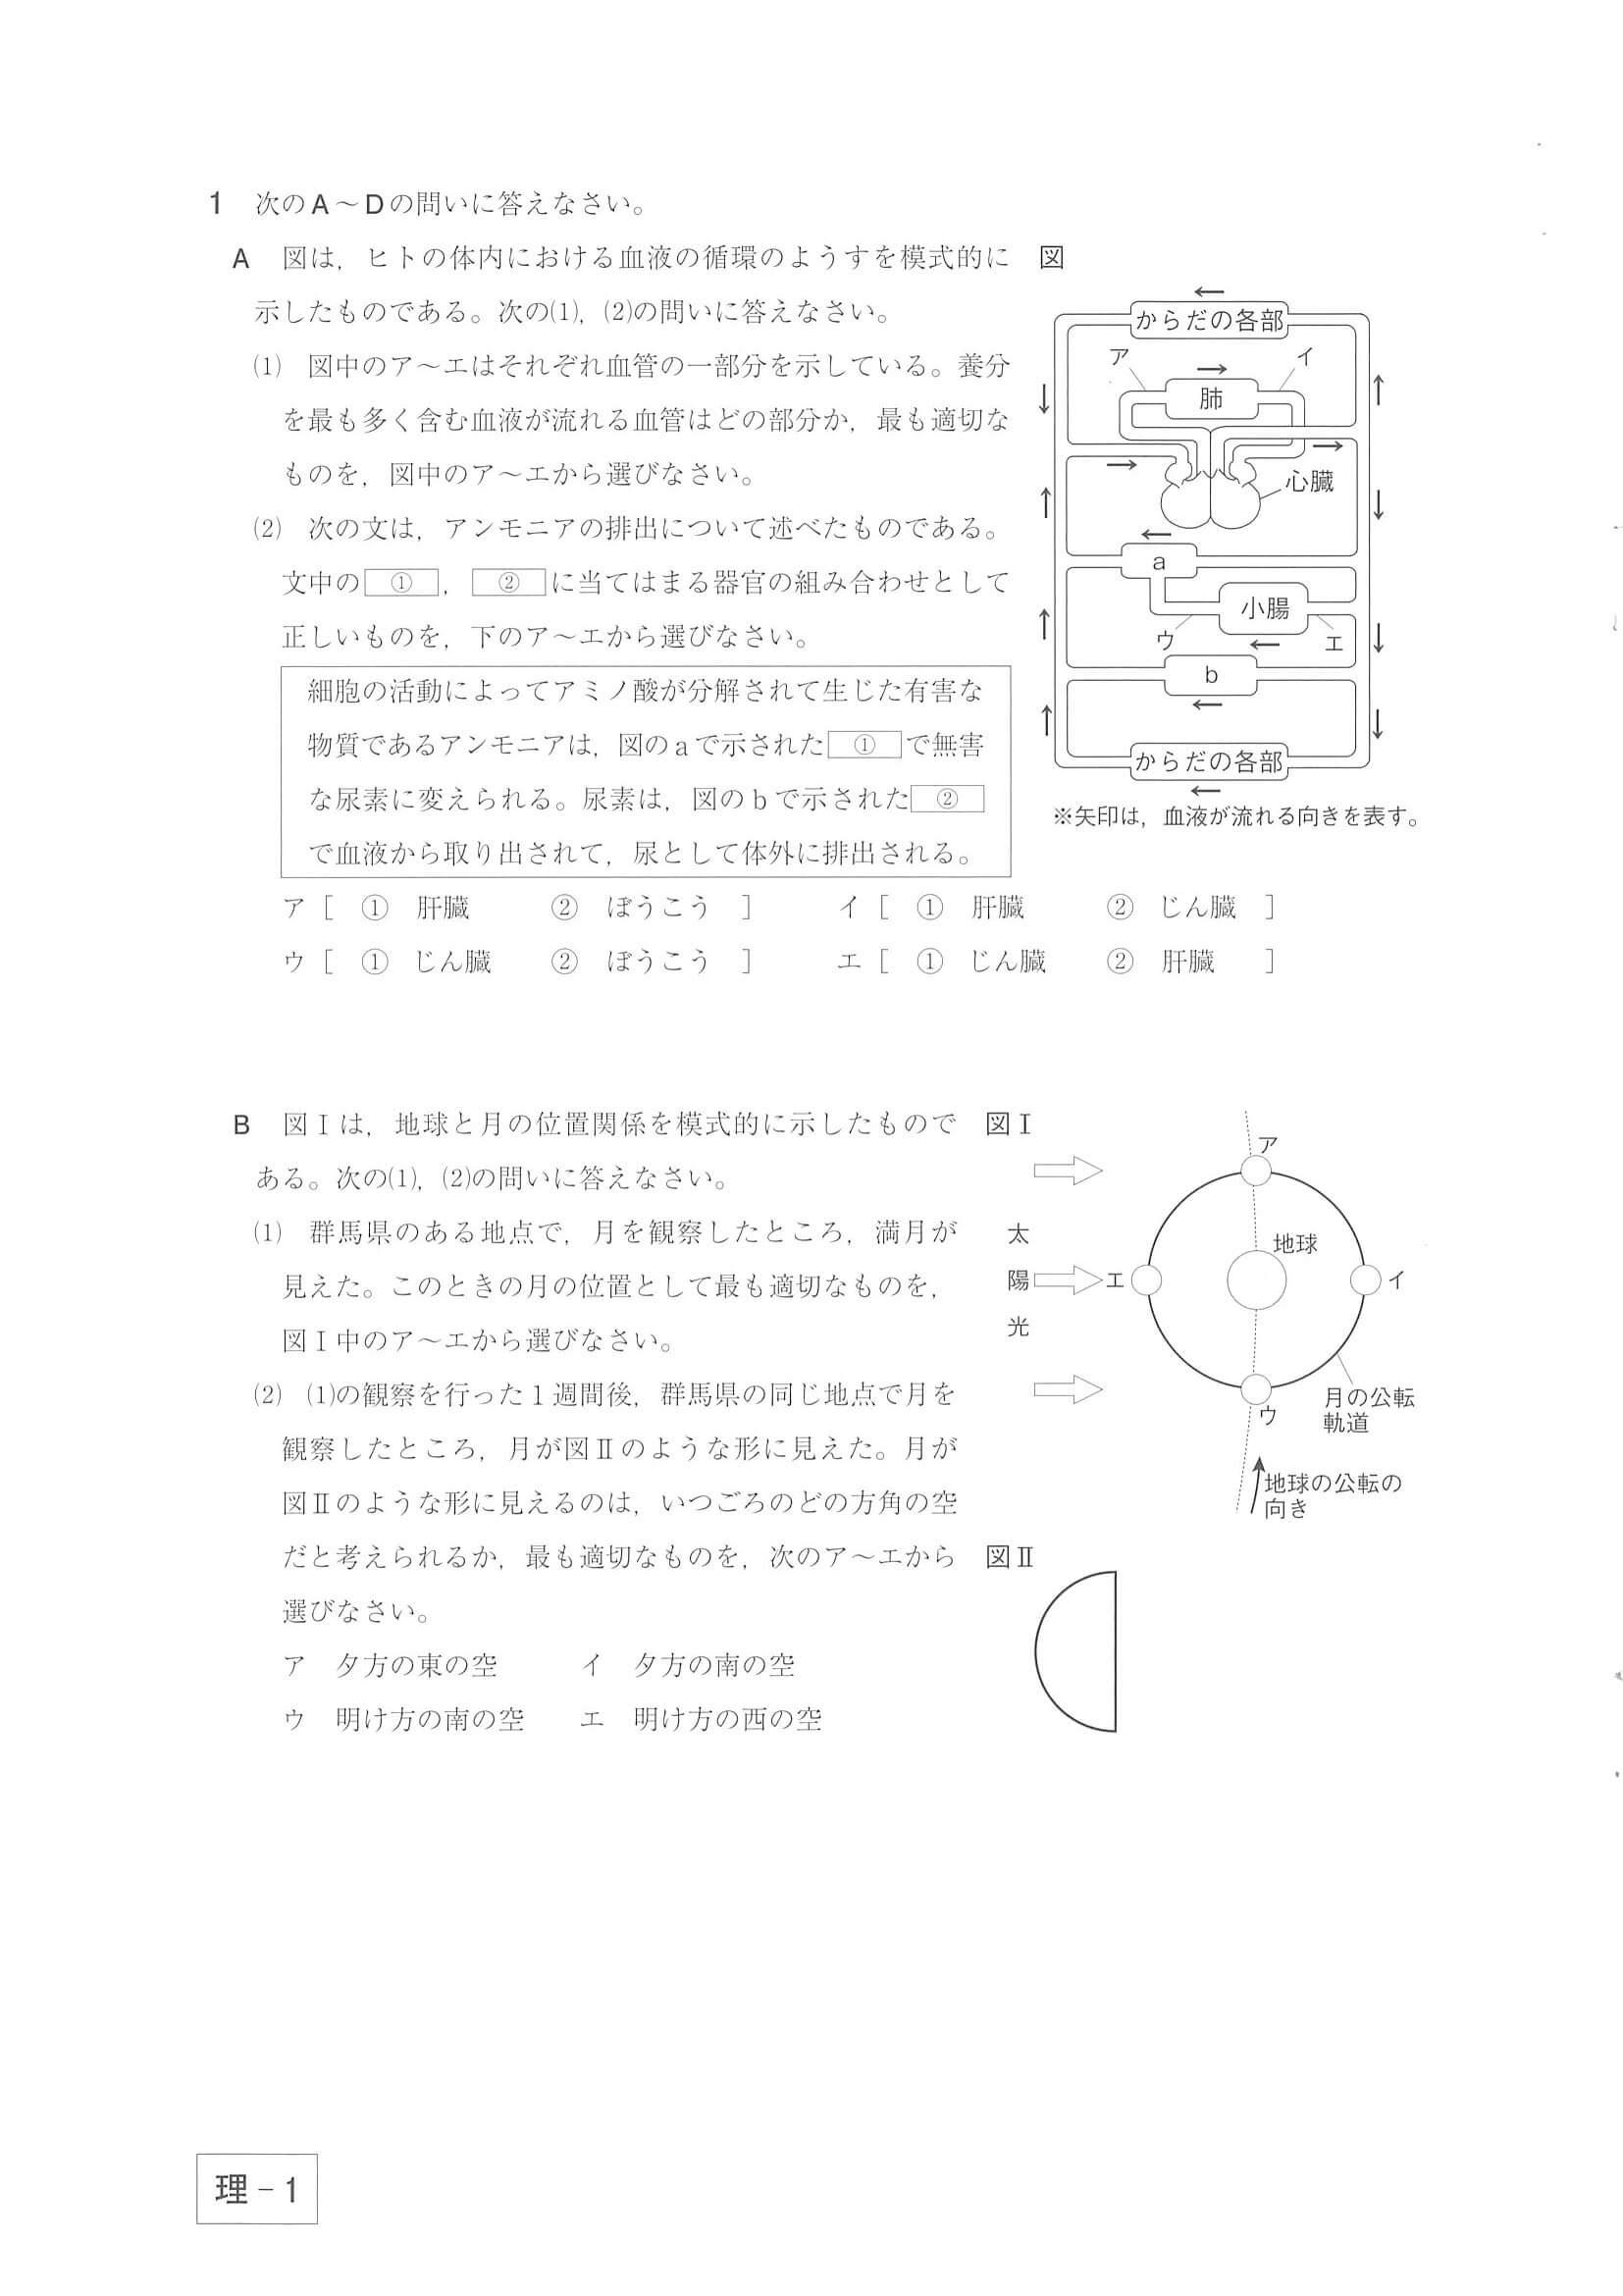 1 次のA～Dの問いに答えなさい。
A 図は，ヒトの体内における血液の循環のようすを模式的に
示したものである。次の⑴，⑵の問いに答えなさい。
⑴ 図中のア～エはそれぞれ血管の一部分を示している。養分
を最も多く含む血液が流れる血管はどの部分か，最も適切な
ものを，図中のア～エから選びなさい。
⑵ 次の文は，アンモニアの排出について述べたものである。
文中の ① ， ② に当てはまる器官の組み合わせとして
正しいものを，下のア～エから選びなさい。
細胞の活動によってアミノ酸が分解されて生じた有害な
物質であるアンモニアは，図のaで示された ① で無害
な尿素に変えられる。尿素は，図のbで示された ②
で血液から取り出されて，尿として体外に排出される。
ア［ ① 肝臓 ② ぼうこう ］ イ［ ① 肝臓 ② じん臓 ］
ウ［ ① じん臓 ② ぼうこう ］ エ［ ① じん臓 ② 肝臓 ］
図
←
からだの各部
ア
イ
→
肺
↓
↑
→
→
心臓
↑
↓
←
a
小腸
ウ
エ
↑
↓
←
b
←
↑
↓
からだの各部
←
※矢印は，血液が流れる向きを表す。
B 図Ⅰは，地球と月の位置関係を模式的に示したもので
ある。次の⑴，⑵の問いに答えなさい。
⑴ 群馬県のある地点で，月を観察したところ，満月が
見えた。このときの月の位置として最も適切なものを，
図Ⅰ中のア～エから選びなさい。
⑵ ⑴の観察を行った１週間後，群馬県の同じ地点で月を
観察したところ，月が図Ⅱのような形に見えた。月が
図Ⅱのような形に見えるのは，いつごろのどの方角の空
だと考えられるか，最も適切なものを，次のア～エから
選びなさい。
ア 夕方の東の空 イ 夕方の南の空
ウ 明け方の南の空 エ 明け方の西の空
図Ⅰ
ア
太
陽
光
地球
エ
イ
月の公転
軌道
ウ
地球の公転の
向き
図Ⅱ
理－1